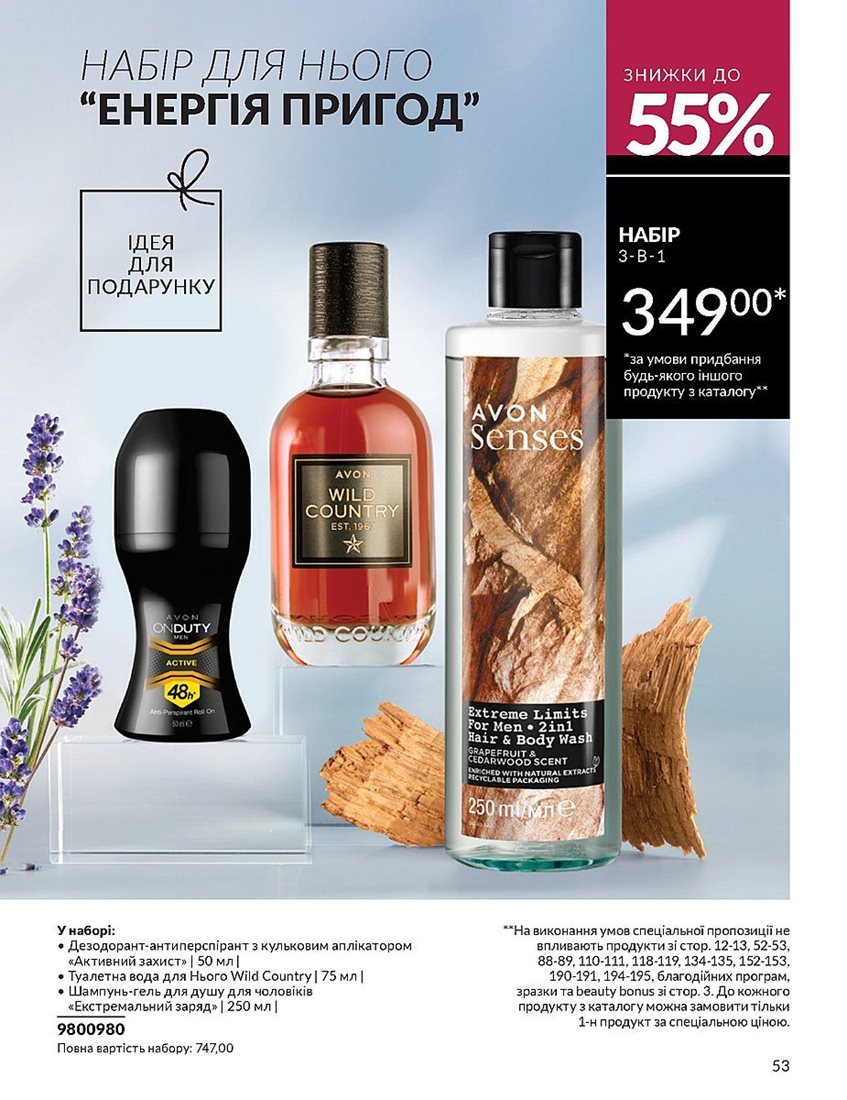 НАБІР ДЛЯ НЬОГО
“ЕНЕРГІЯ ПРИГОД”
ЗНИЖКИ ДО
55%
ІДЕЯ
ДЛЯ
ПОДАРУНКУ
НАБІР
3-В-1
349⁰⁰*
*за умови придбання
будь-якого іншого
продукту з каталогу**
AVON
WILD
COUNTRY
EST. 1967
WILD COUNTRY
AVON
ONDUTY
MEN
ACTIVE
48h
Anti-Perspirant Roll On
50ml e
AVON
Senses
Extreme Limits
For Men • 2in1
Hair & Body Wash
GRAPEFRUIT &
CEDARWOOD SCENT
ENRICHED WITH NATURAL EXTRACTS
RECYCLABLE PACKAGING
250 ml/мл e
У наборі:
• Дезодорант-антиперспірант з кульковим аплікатором
«Активний захист» | 50 мл |
• Туалетна вода для Нього Wild Country | 75 мл |
• Шампунь-гель для душу для чоловіків
«Екстремальний заряд» | 250 мл |
9800980
Повна вартість набору: 747,00
**На виконання умов спеціальної пропозиції не
впливають продукти зі стор. 12-13, 52-53,
88-89, 110-111, 118-119, 134-135, 152-153,
190-191, 194-195, благодійних програм,
зразки та beauty bonus зі стор. 3. До кожного
продукту з каталогу можна замовити тільки
1-н продукт за спеціальною ціною.
53